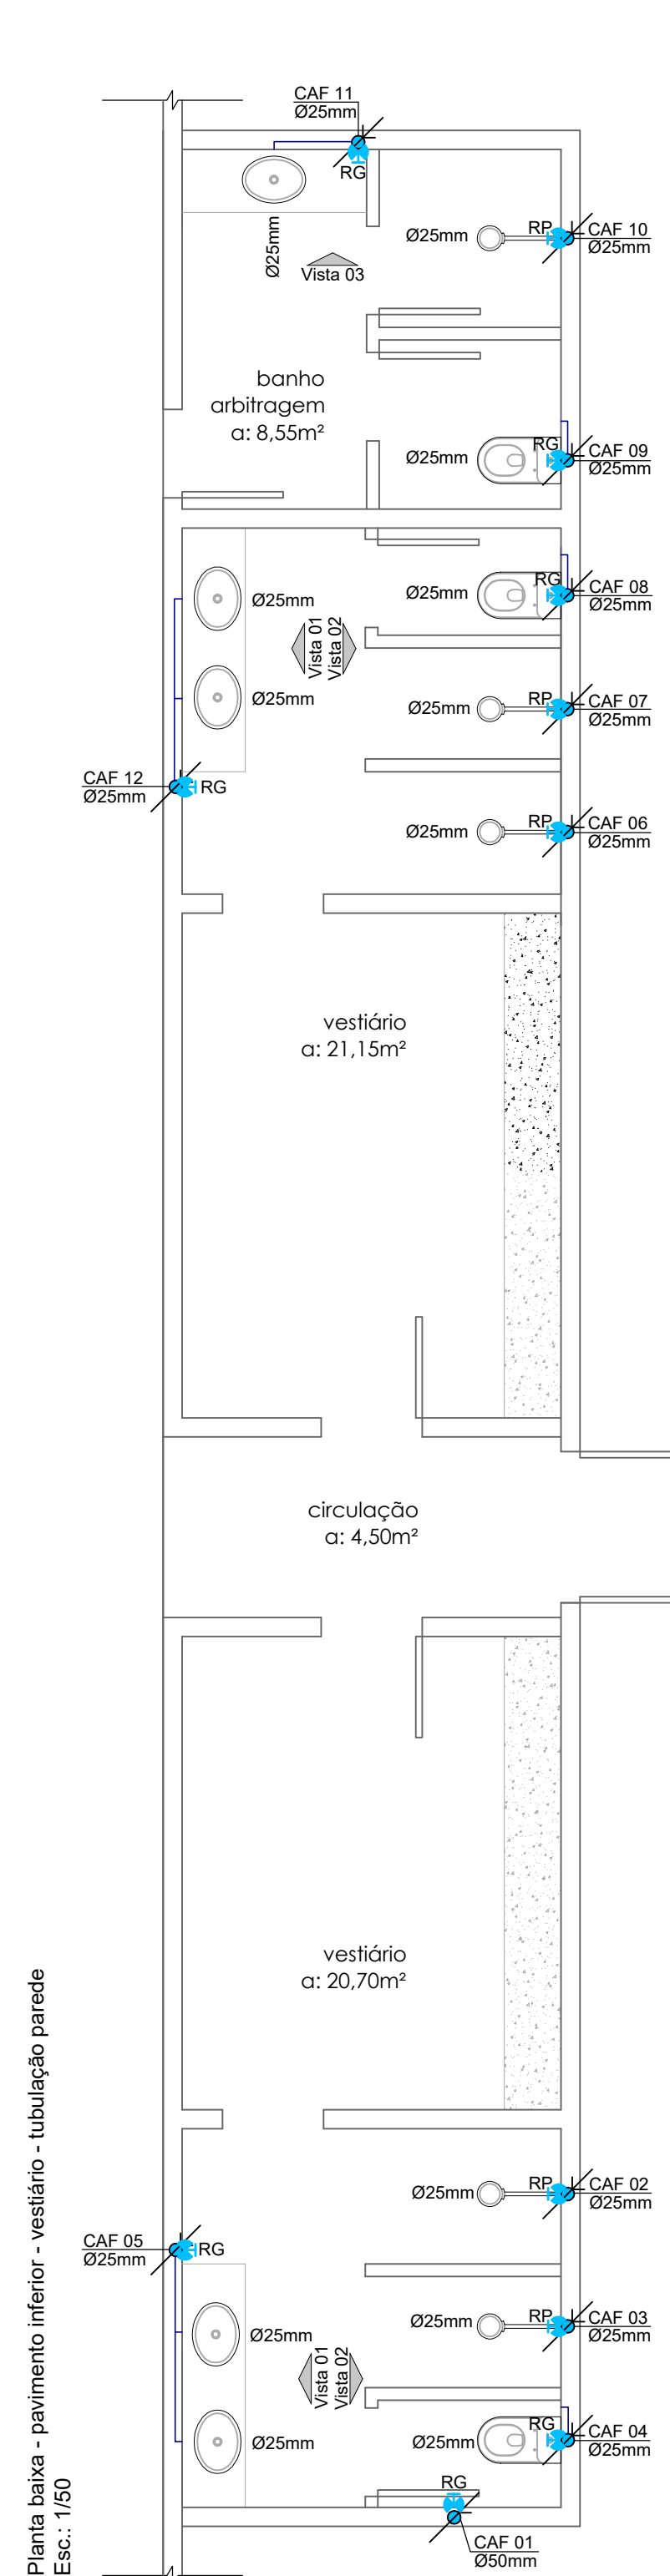 CAF 11
Ø25mm
RG
Ø25mm
Vista 03
Ø25mm
RP
CAF 10
Ø25mm
banho
arbitragem
a: 8,55m²
Ø25mm
RG
CAF 09
Ø25mm
Ø25mm
RG
CAF 08
Ø25mm
Ø25mm
Vista 01
Vista 02
Ø25mm
Ø25mm
RP
CAF 07
Ø25mm
CAF 12
Ø25mm
RG
Ø25mm
RP
CAF 06
Ø25mm
vestiário
a: 21,15m²
circulação
a: 4,50m²
vestiário
a: 20,70m²
Ø25mm
RP
CAF 02
Ø25mm
CAF 05
Ø25mm
RG
Ø25mm
RP
CAF 03
Ø25mm
Ø25mm
Vista 01
Vista 02
Ø25mm
Ø25mm
RG
CAF 04
Ø25mm
RG
CAF 01
Ø50mm
Planta baixa - pavimento inferior - vestiário - tubulação parede
Esc.: 1/50